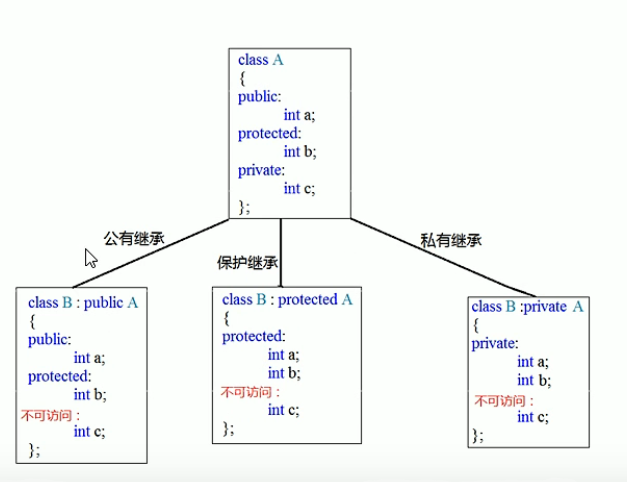 class A
{
public:
int a;
protected:
int b;
private:
int c;
};
公有继承
保护继承
私有继承
class B : public A
{
public:
int a;
protected:
int b;
不可访问：
int c;
};
class B : protected A
{
protected:
int a;
int b;
不可访问：
int c;
};
class B :private A
{
private:
int a;
int b;
不可访问：
int c;
};